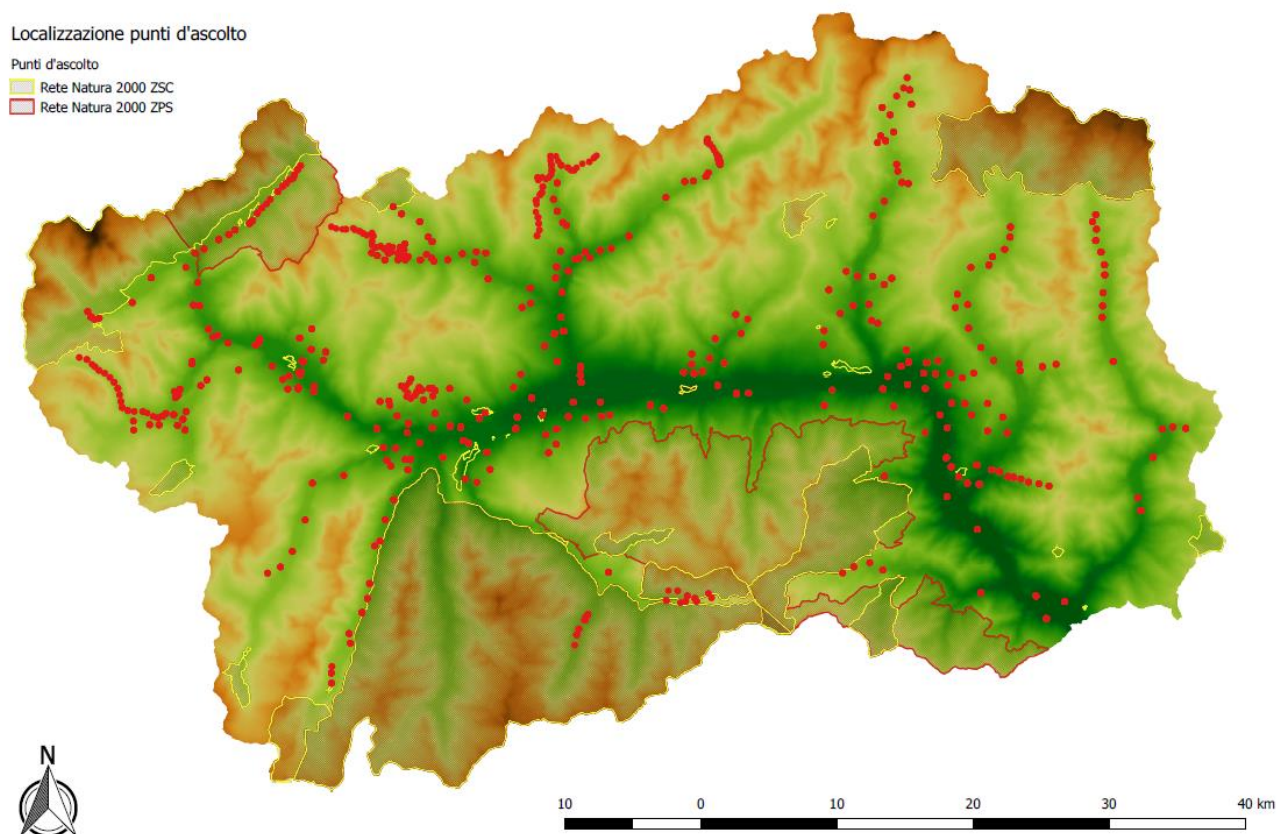 Localizzazione punti d'ascolto
Punti d'ascolto
Rete Natura 2000 ZSC
Rete Natura 2000 ZPS
N
10 0 10 20 30 40 km